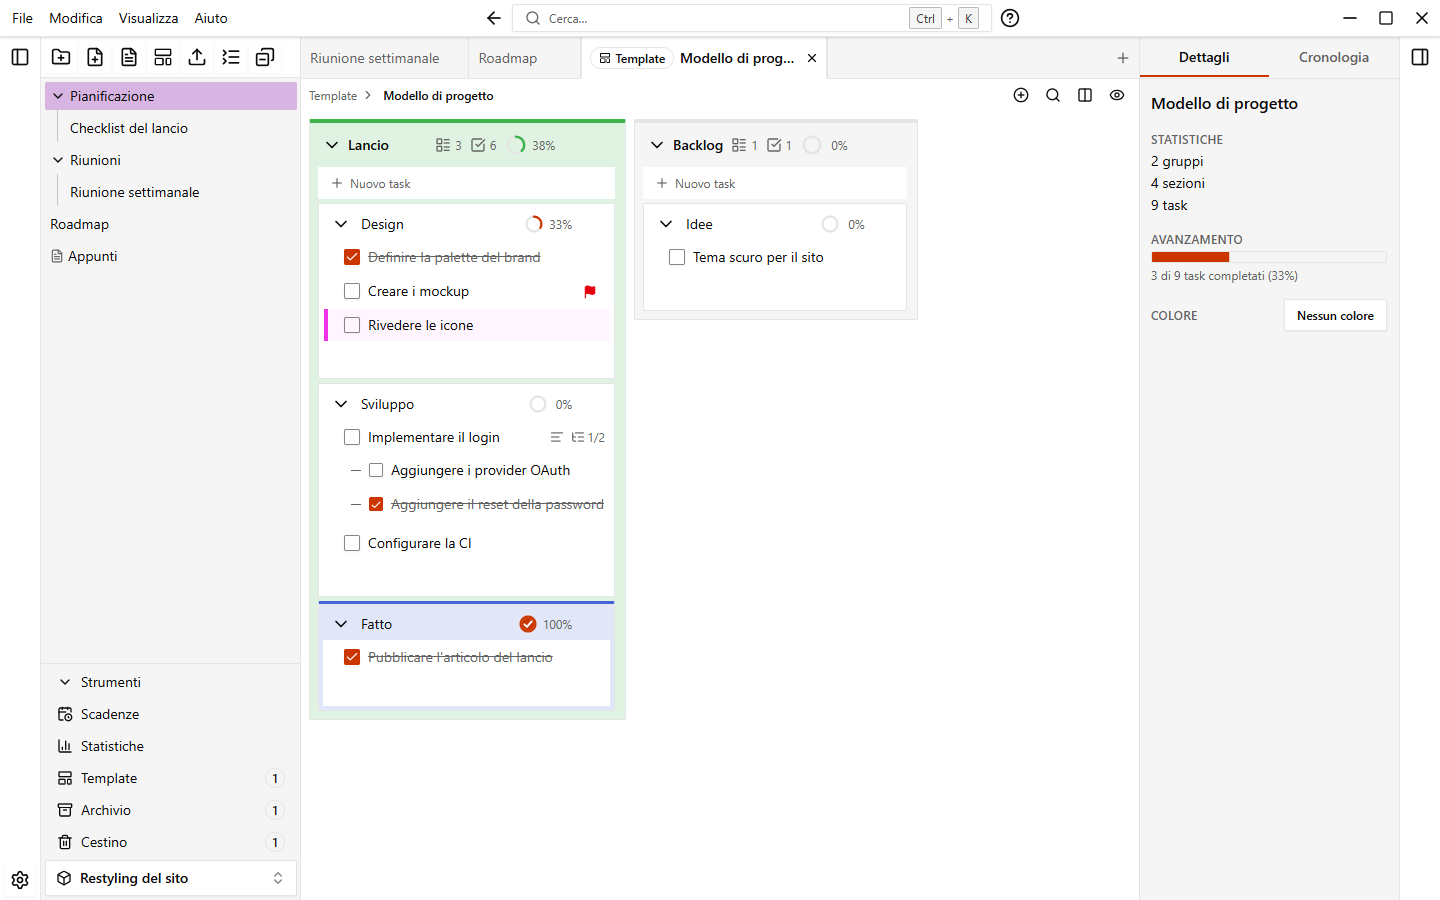 File Modifica Visualizza Aiuto
Cerca... Ctrl + K
Riunione settimanale
Roadmap
Template Modello di prog...
Dettagli
Cronologia
Pianificazione
Checklist del lancio
Riunioni
Riunione settimanale
Roadmap
Appunti
Strumenti
Scadenze
Statistiche
Template 1
Archivio 1
Cestino 1
Restyling del sito
Template > Modello di progetto
Lancio 3 6 38%
+ Nuovo task
Design 33%
Definire la palette del brand
Creare i mockup
Rivedere le icone
Sviluppo 0%
Implementare il login 1/2
Aggiungere i provider OAuth
Aggiungere il reset della password
Configurare la CI
Fatto 100%
Pubblicare l'articolo del lancio
Backlog 1 1 0%
+ Nuovo task
Idee 0%
Tema scuro per il sito
Modello di progetto
STATISTICHE
2 gruppi
4 sezioni
9 task
AVANZAMENTO
3 di 9 task completati (33%)
COLORE Nessun colore